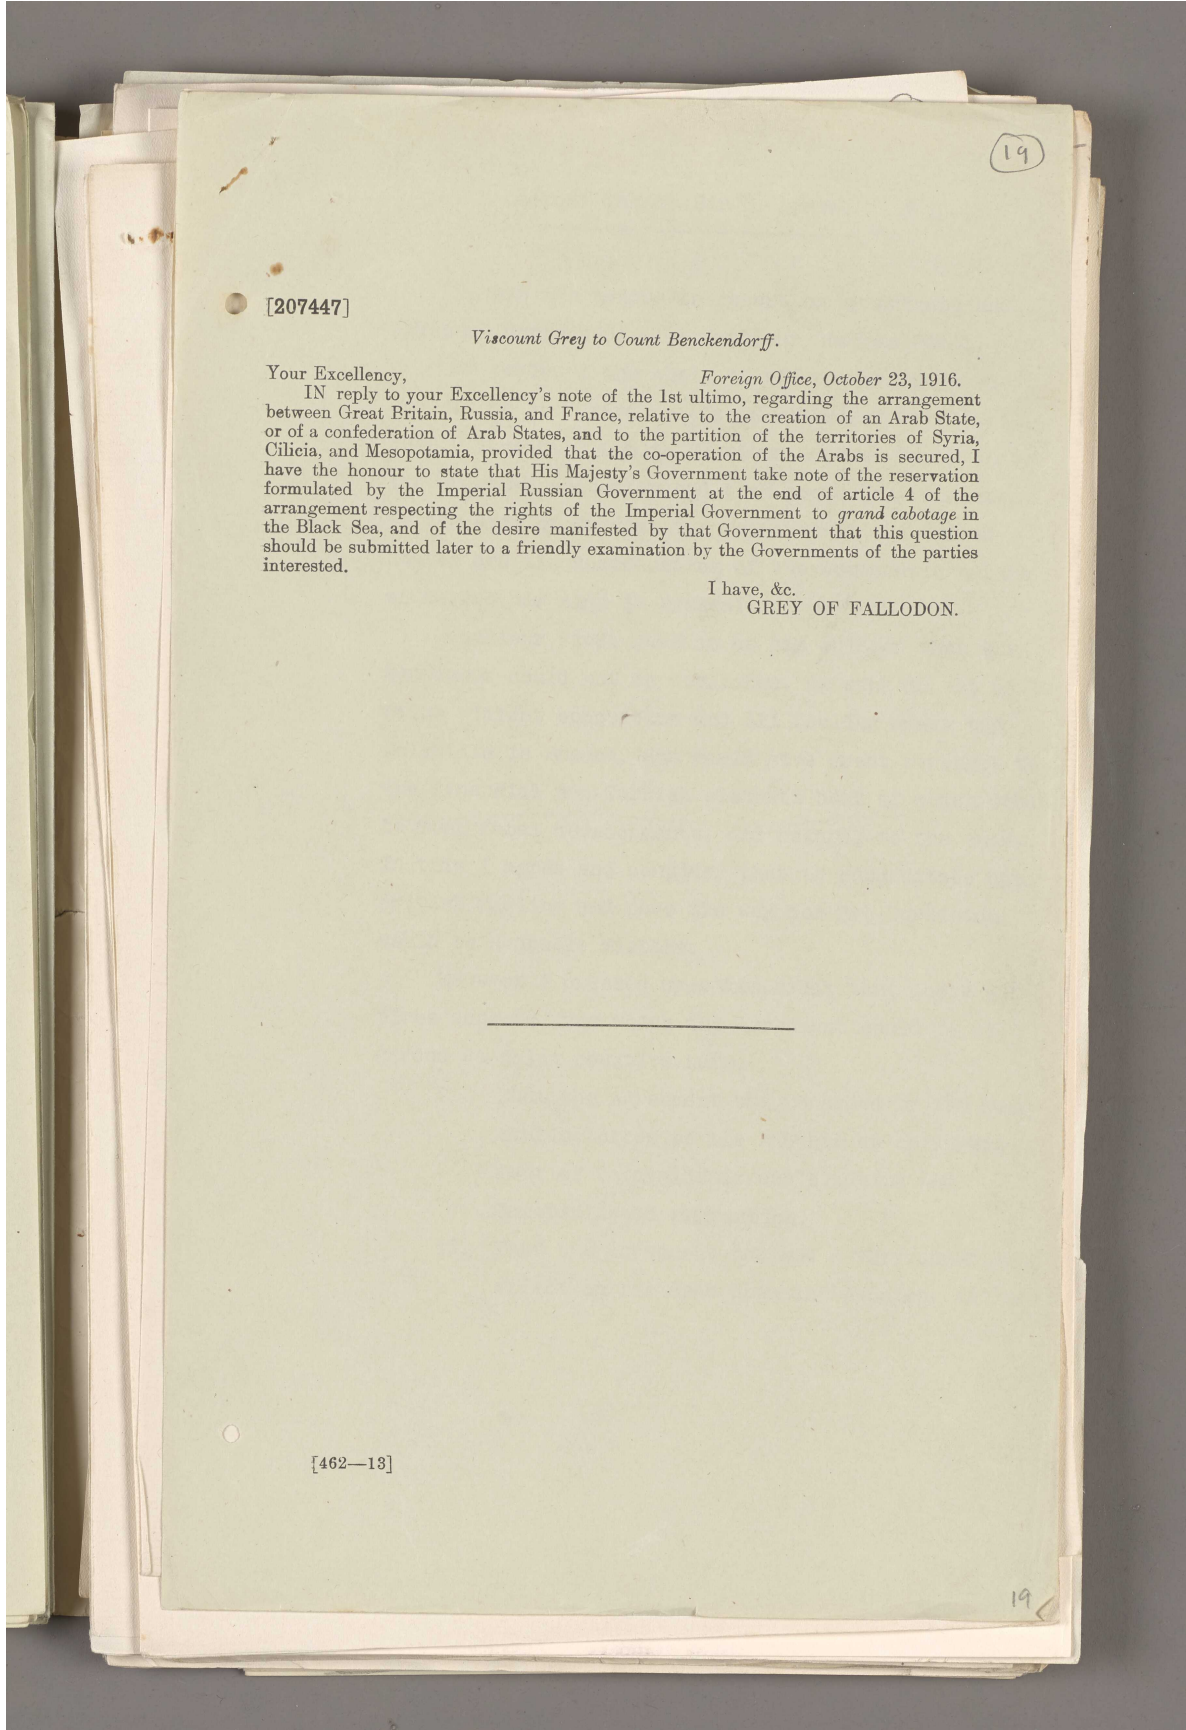 19
[207447]
Viscount Grey to Count Benckendorff.
Your Excellency, Foreign Office, October 23, 1916.
IN reply to your Excellency's note of the 1st ultimo, regarding the arrangement
between Great Britain, Russia, and France, relative to the creation of an Arab State,
or of a confederation of Arab States, and to the partition of the territories of Syria,
Cilicia, and Mesopotamia, provided that the co-operation of the Arabs is secured, I
have the honour to state that His Majesty's Government take note of the reservation
formulated by the Imperial Russian Government at the end of article 4 of the
arrangement respecting the rights of the Imperial Government to grand cabotage in
the Black Sea, and of the desire manifested by that Government that this question
should be submitted later to a friendly examination by the Governments of the parties
interested.
I have, &c.
GREY OF FALLODON.
[462—13]
19